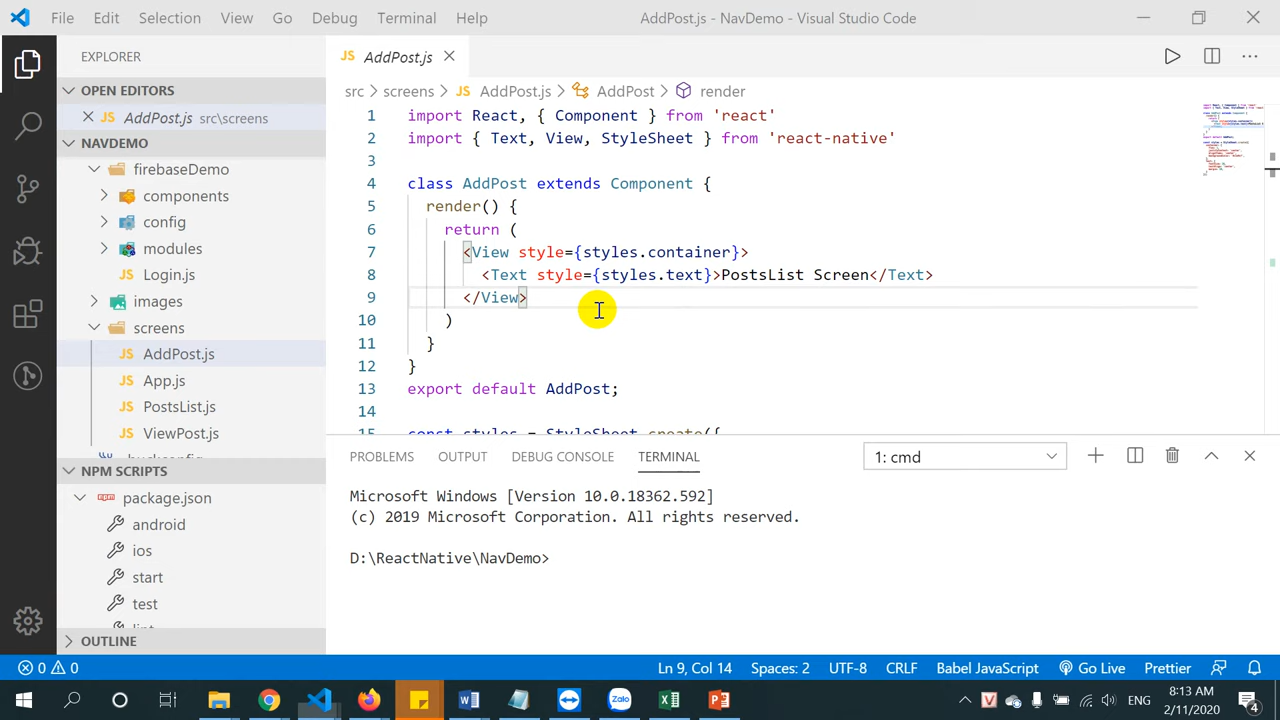 File Edit Selection View Go Debug Terminal Help AddPost.js - NavDemo - Visual Studio Code
EXPLORER
OPEN EDITORS
AddPost.js src\screens
NAVDEMO
firebaseDemo
components
config
modules
Login.js
images
screens
AddPost.js
App.js
PostsList.js
ViewPost.js
NPM SCRIPTS
package.json
android
ios
start
test
OUTLINE
JS AddPost.js
src > screens > JS AddPost.js > AddPost > render
1 import React, { Component } from 'react'
2 import { Text, View, StyleSheet } from 'react-native'
3
4 class AddPost extends Component {
5 render() {
6 return (
7 <View style={styles.container}>
8 <Text style={styles.text}>PostsList Screen</Text>
9 </View>
10 )
11 }
12 }
13 export default AddPost;
14
15 const styles = StyleSheet.create({
PROBLEMS OUTPUT DEBUG CONSOLE TERMINAL 1: cmd
Microsoft Windows [Version 10.0.18362.592]
(c) 2019 Microsoft Corporation. All rights reserved.
D:\ReactNative\NavDemo>
0 0 Ln 9, Col 14 Spaces: 2 UTF-8 CRLF Babel JavaScript Go Live Prettier
ENG 8:13 AM
2/11/2020